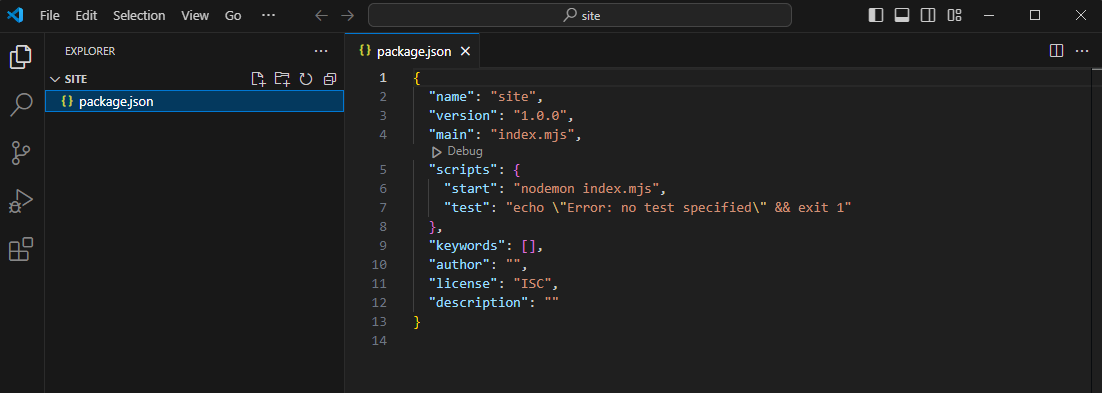 File Edit Selection View Go ··· site
EXPLORER ···
SITE
{} package.json
{} package.json
1 {
2 "name": "site",
3 "version": "1.0.0",
4 "main": "index.mjs",
Debug
5 "scripts": {
6 "start": "nodemon index.mjs",
7 "test": "echo \"Error: no test specified\" && exit 1"
8 },
9 "keywords": [],
10 "author": "",
11 "license": "ISC",
12 "description": ""
13 }
14